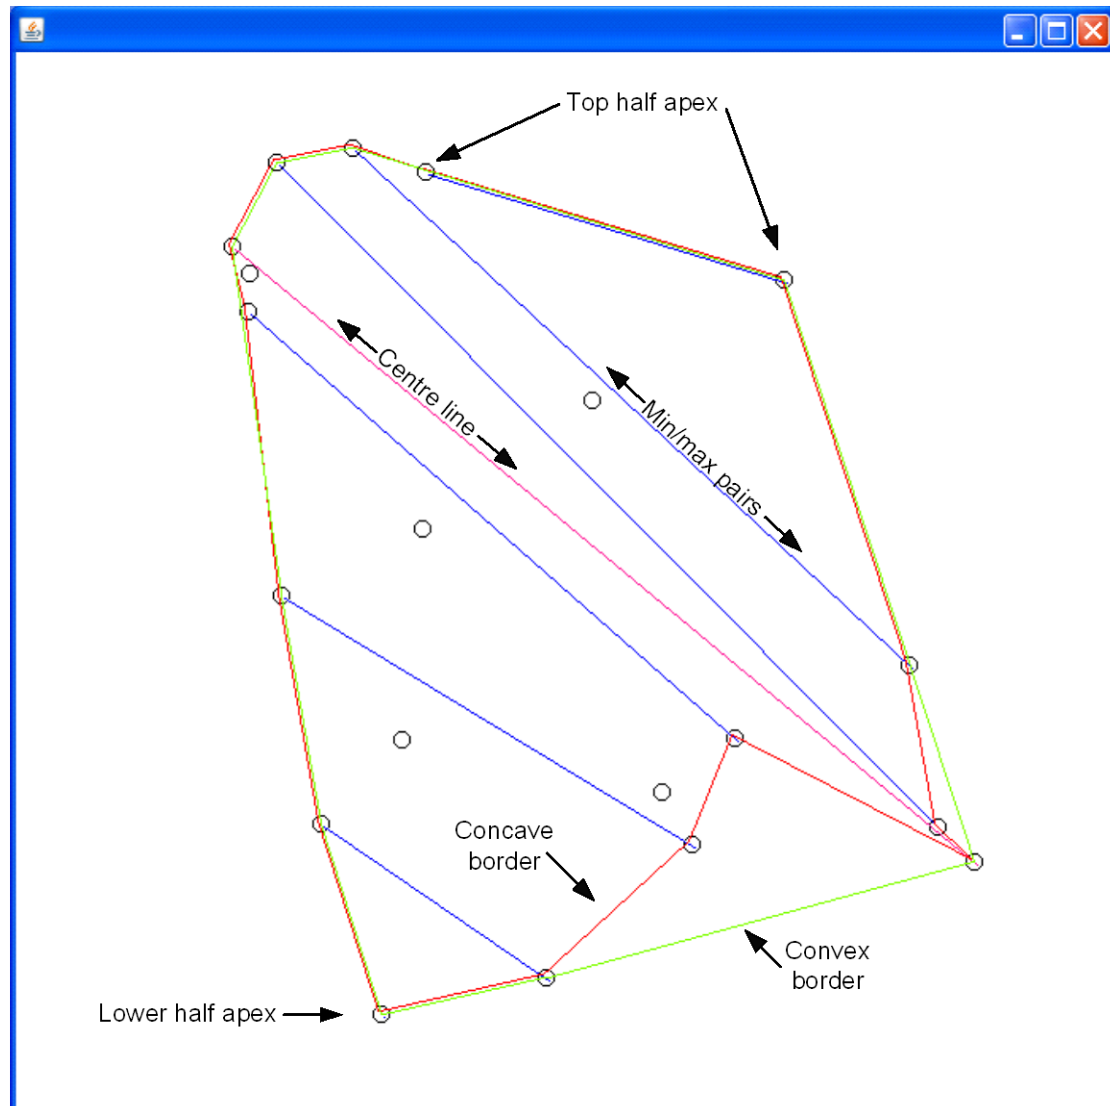 Top half apex
Centre line
Min/max pairs
Concave
border
Convex
border
Lower half apex